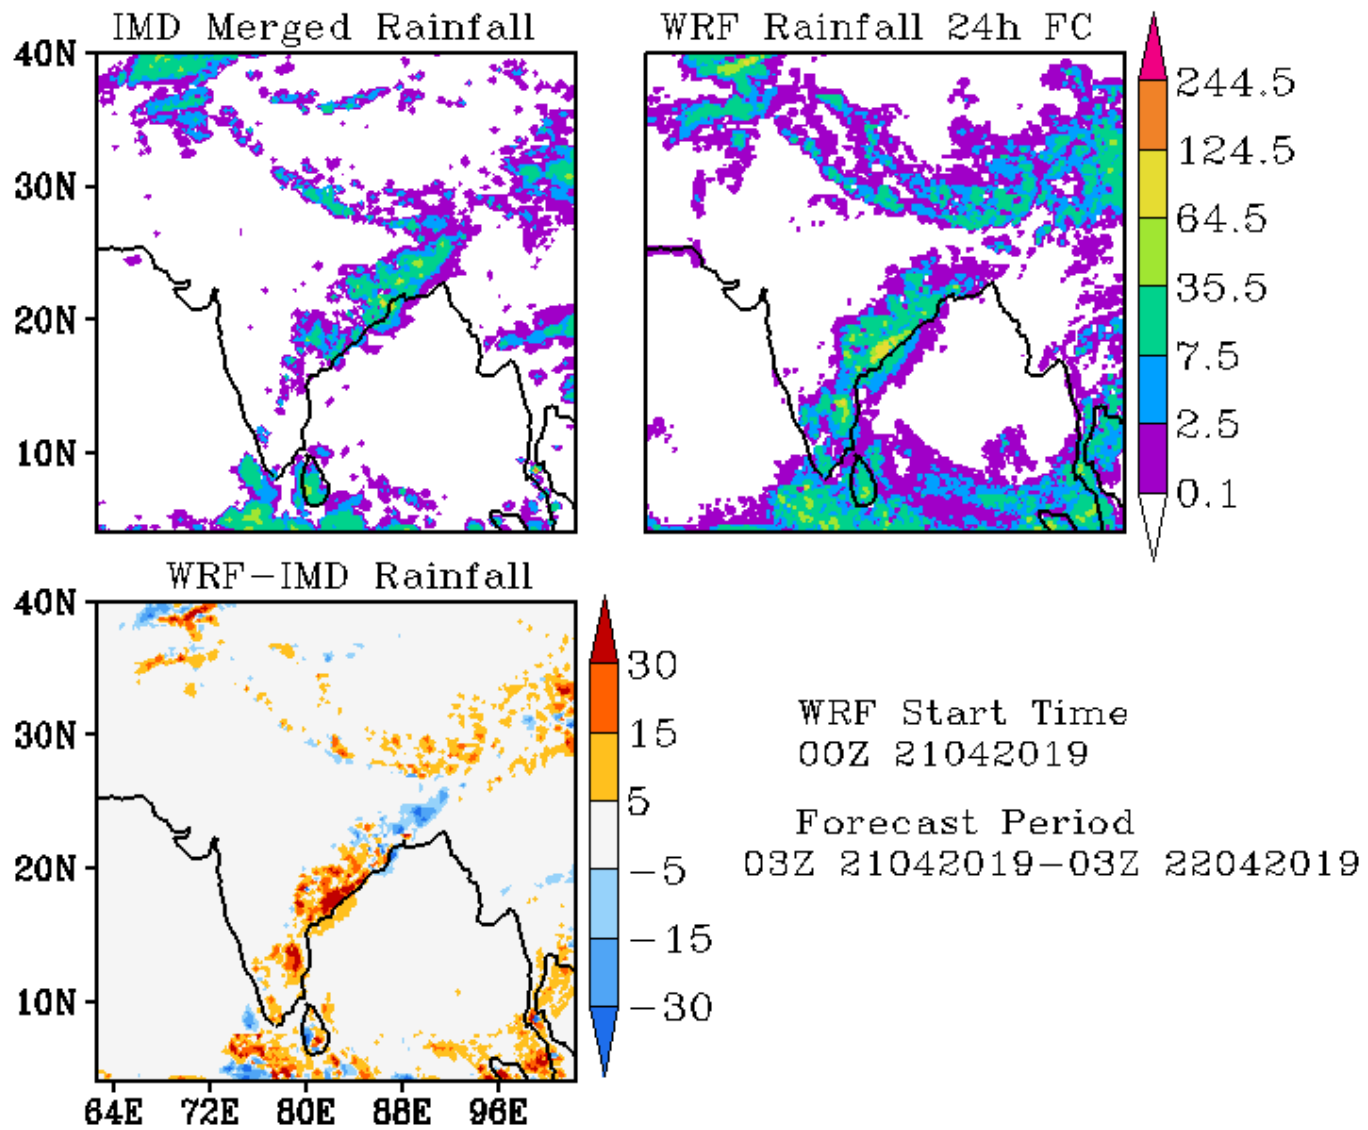 IMD Merged Rainfall
WRF Rainfall 24h FC
40N
30N
20N
10N
244.5
124.5
64.5
35.5
7.5
2.5
0.1
WRF-IMD Rainfall
40N
30N
20N
10N
64E 72E 80E 88E 96E
30
15
5
-5
-15
-30
WRF Start Time
00Z 21042019
Forecast Period
03Z 21042019-03Z 22042019